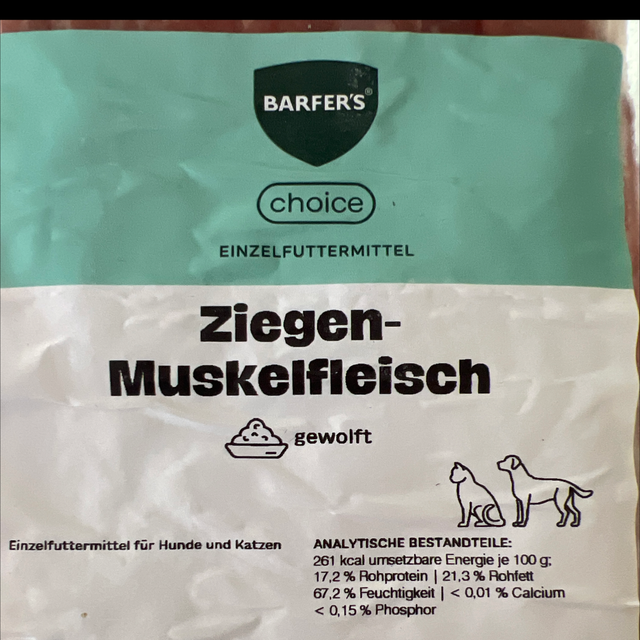 BARFER'S®
choice
EINZELFUTTERMITTEL
Ziegen-
Muskelfleisch
gewolft
Einzelfuttermittel für Hunde und Katzen
ANALYTISCHE BESTANDTEILE:
261 kcal umsetzbare Energie je 100 g;
17,2 % Rohprotein | 21,3 % Rohfett
67,2 % Feuchtigkeit | < 0,01 % Calcium
< 0,15 % Phosphor